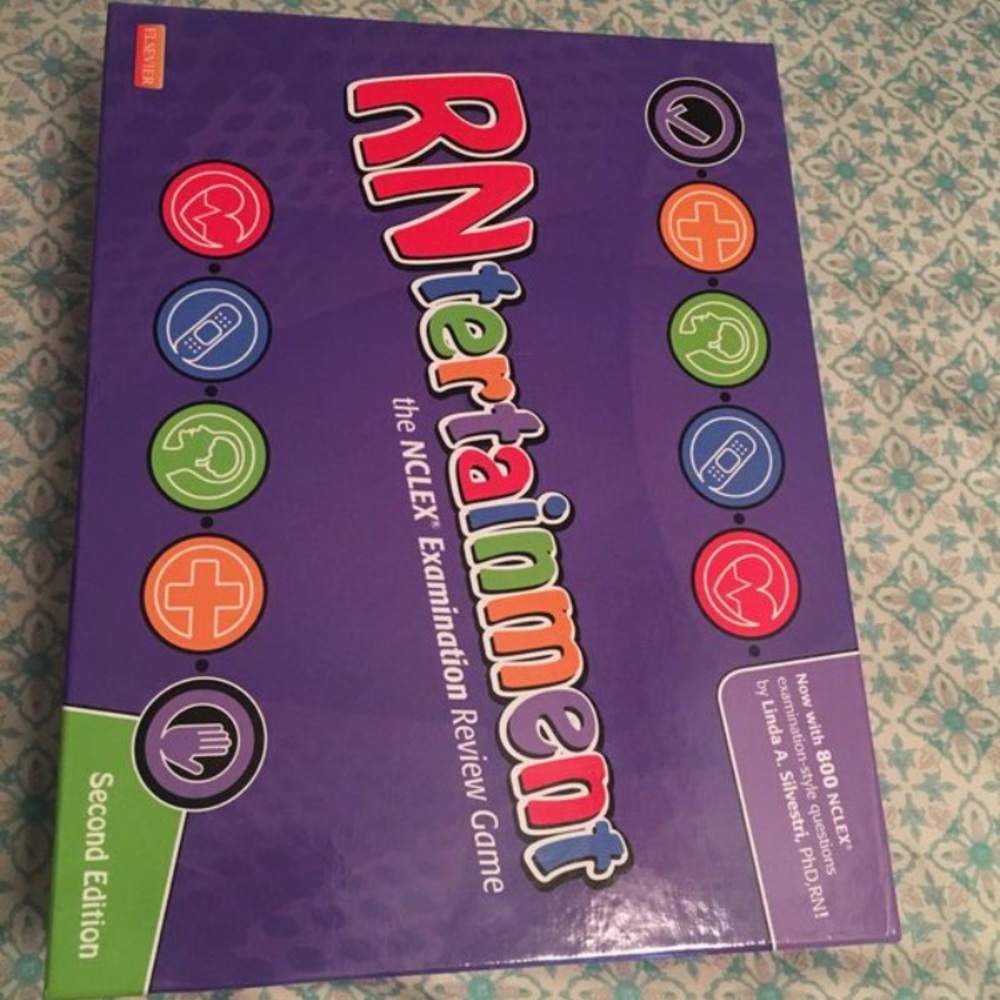 Now with 800 NCLEX®
examination-style questions
by Linda A. Silvestri, PhD,RN!
RNtertainment
the NCLEX® Examination Review Game
ELSEVIER
Second Edition